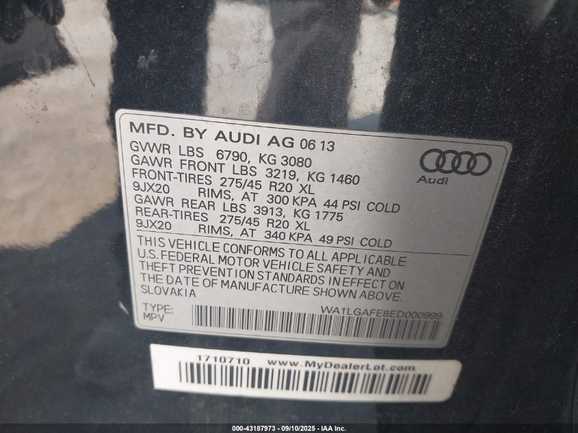 MFD. BY AUDI AG 06 13
GVWR LBS 6790, KG 3080
GAWR FRONT LBS 3219, KG 1460
FRONT-TIRES 275/45 R20 XL
9JX20 RIMS, AT 300 KPA 44 PSI COLD
GAWR REAR LBS 3913, KG 1775
REAR-TIRES 275/45 R20 XL
9JX20 RIMS, AT 340 KPA 49 PSI COLD
THIS VEHICLE CONFORMS TO ALL APPLICABLE
U.S. FEDERAL MOTOR VEHICLE SAFETY AND
THEFT PREVENTION STANDARDS IN EFFECT ON
THE DATE OF MANUFACTURE SHOWN ABOVE.
SLOVAKIA
Audi
TYPE: WA1LGAFE8ED000999
MPV
1710710 www.MyDealerLot.com
000-43187973 - 09/10/2025 - IAA Inc.